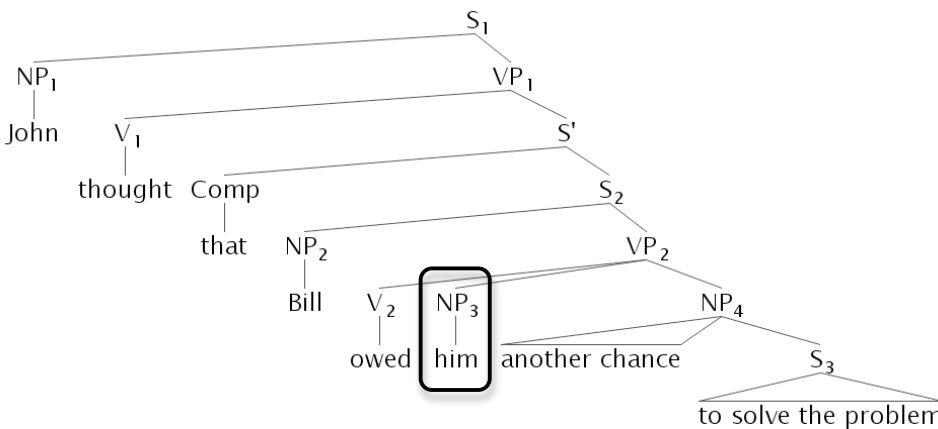 S1
NP1 VP1
John V1 S'
thought Comp S2
that NP2 VP2
Bill V2 NP3 NP4
owed him another chance S3
to solve the problem